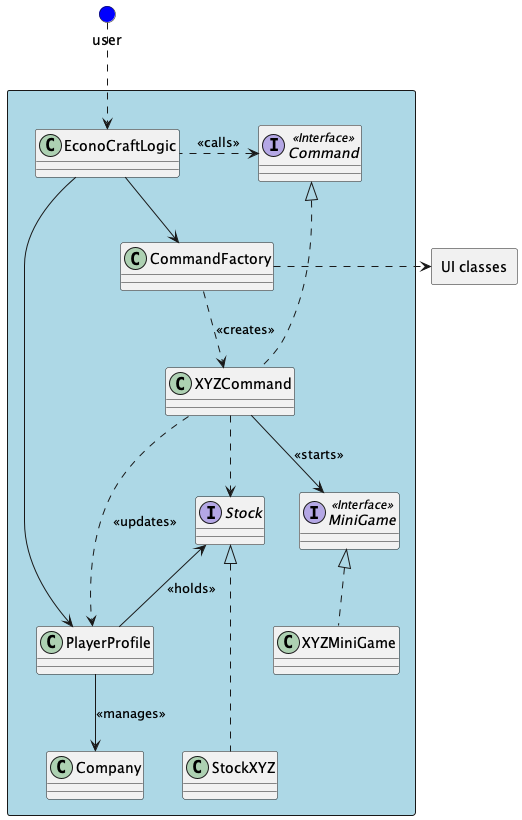 user
C EconoCraftLogic
«calls»
I «Interface»
Command
C CommandFactory
UI classes
«creates»
C XYZCommand
«starts»
«updates»
I Stock
I «Interface»
MiniGame
«holds»
C PlayerProfile
C XYZMiniGame
«manages»
C Company
C StockXYZ